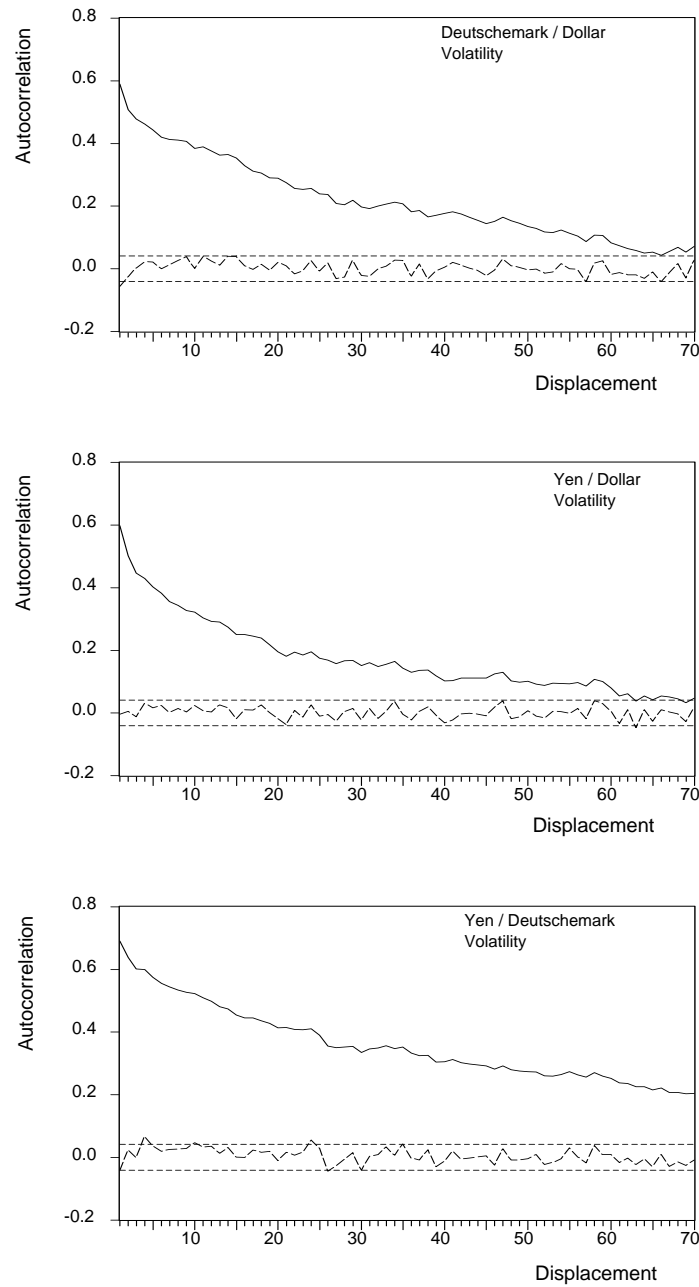 0.8
Deutschemark / Dollar
Volatility
0.6
Autocorrelation
0.4
0.2
0.0
-0.2
10 20 30 40 50 60 70
Displacement
0.8
Yen / Dollar
Volatility
0.6
Autocorrelation
0.4
0.2
0.0
-0.2
10 20 30 40 50 60 70
Displacement
0.8
Yen / Deutschemark
Volatility
0.6
Autocorrelation
0.4
0.2
0.0
-0.2
10 20 30 40 50 60 70
Displacement